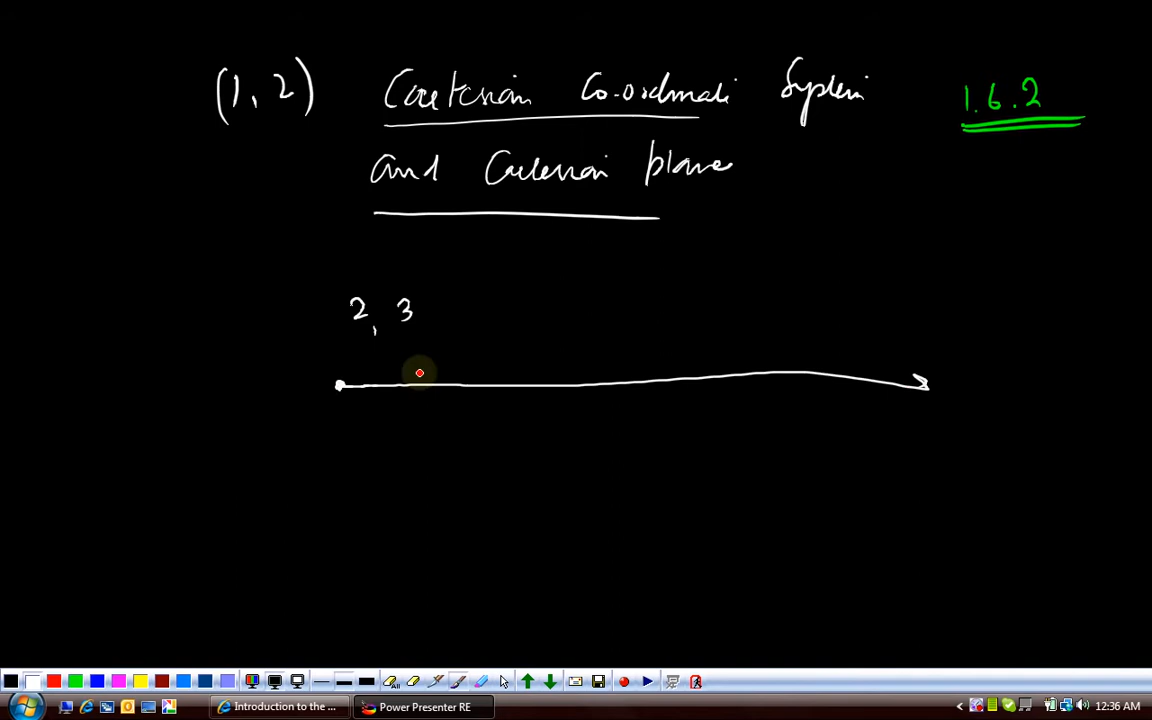 (1, 2) Cartesian Co-ordinate System
1.6.2
and Cartesian plane
2, 3
Introduction to the ...
Power Presenter RE
12:36 AM